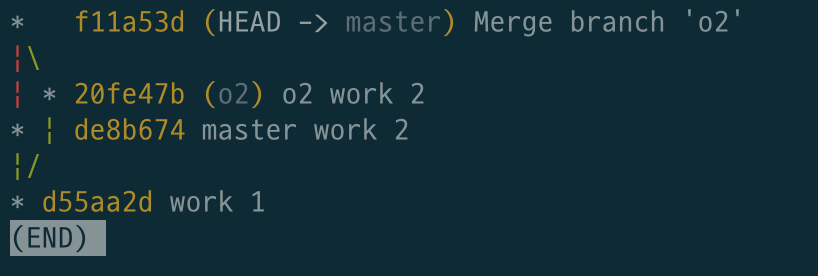 *   f11a53d (HEAD -> master) Merge branch 'o2'
¦\
¦ * 20fe47b (o2) o2 work 2
* ¦ de8b674 master work 2
¦/
* d55aa2d work 1
(END)